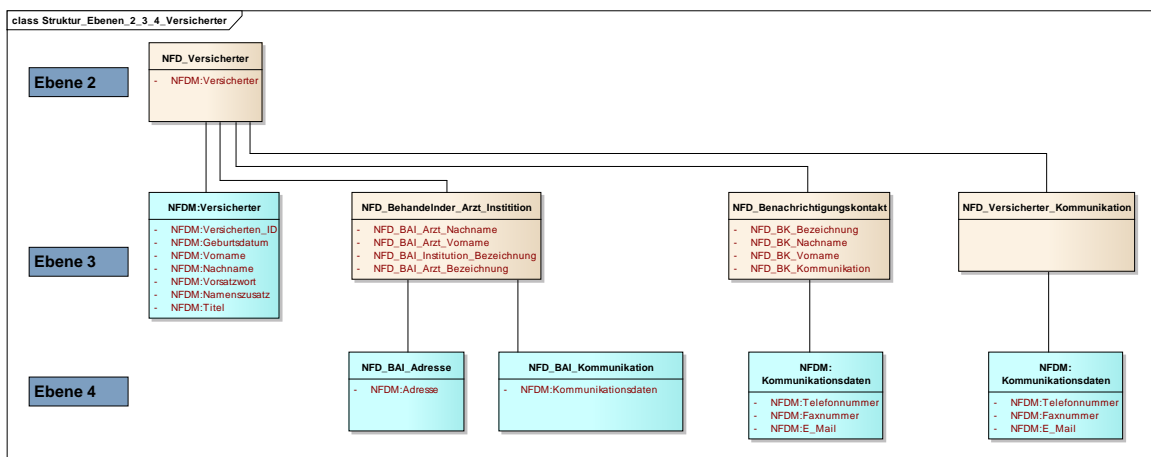 class Struktur_Ebenen_2_3_4_Versicherter
Ebene 2
NFD_Versicherter
- NFDM:Versicherter
Ebene 3
NFDM:Versicherter
- NFDM:Versicherten_ID
- NFDM:Geburtsdatum
- NFDM:Vorname
- NFDM:Nachname
- NFDM:Vorsatzwort
- NFDM:Namenszusatz
- NFDM:Titel
NFD_Behandelnder_Arzt_Institition
- NFD_BAI_Arzt_Nachname
- NFD_BAI_Arzt_Vorname
- NFD_BAI_Institution_Bezeichnung
- NFD_BAI_Arzt_Bezeichnung
NFD_Benachrichtigungskontakt
- NFD_BK_Bezeichnung
- NFD_BK_Nachname
- NFD_BK_Vorname
- NFD_BK_Kommunikation
NFD_Versicherter_Kommunikation
Ebene 4
NFD_BAI_Adresse
- NFDM:Adresse
NFD_BAI_Kommunikation
- NFDM:Kommunikationsdaten
NFDM:
Kommunikationsdaten
- NFDM:Telefonnummer
- NFDM:Faxnummer
- NFDM:E_Mail
NFDM:
Kommunikationsdaten
- NFDM:Telefonnummer
- NFDM:Faxnummer
- NFDM:E_Mail